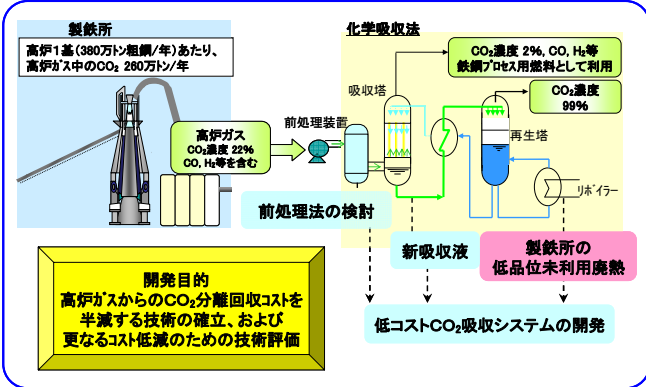 製鉄所
高炉1基(380万トン粗鋼/年)あたり、
高炉ガス中のCO₂ 260万トン/年
高炉ガス
CO₂濃度 22%
CO, H₂等を含む
前処理装置
化学吸収法
吸収塔
CO₂濃度 2%, CO, H₂等
鉄鋼プロセス用燃料として利用
CO₂濃度
99%
再生塔
リボイラー
前処理法の検討
新吸収液
製鉄所の
低品位未利用廃熱
低コストCO₂吸収システムの開発
開発目的
高炉ガスからのCO₂分離回収コストを
半減する技術の確立、および
更なるコスト低減のための技術評価